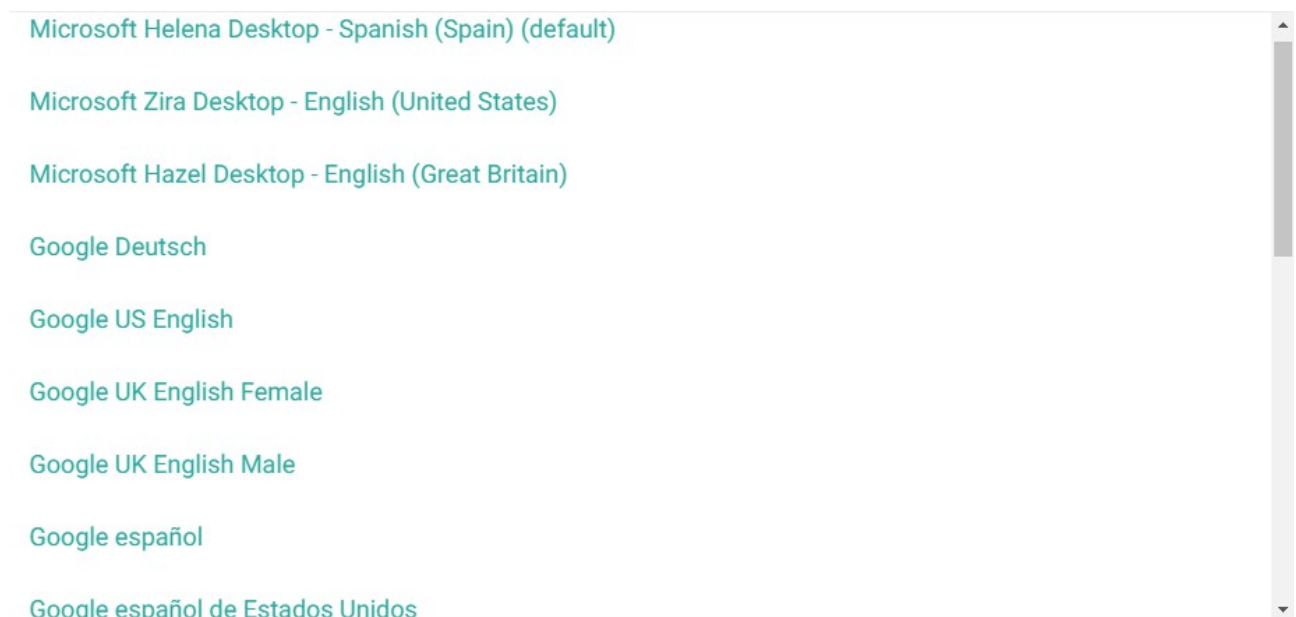 Microsoft Helena Desktop - Spanish (Spain) (default)
Microsoft Zira Desktop - English (United States)
Microsoft Hazel Desktop - English (Great Britain)
Google Deutsch
Google US English
Google UK English Female
Google UK English Male
Google español
Google español de Estados Unidos